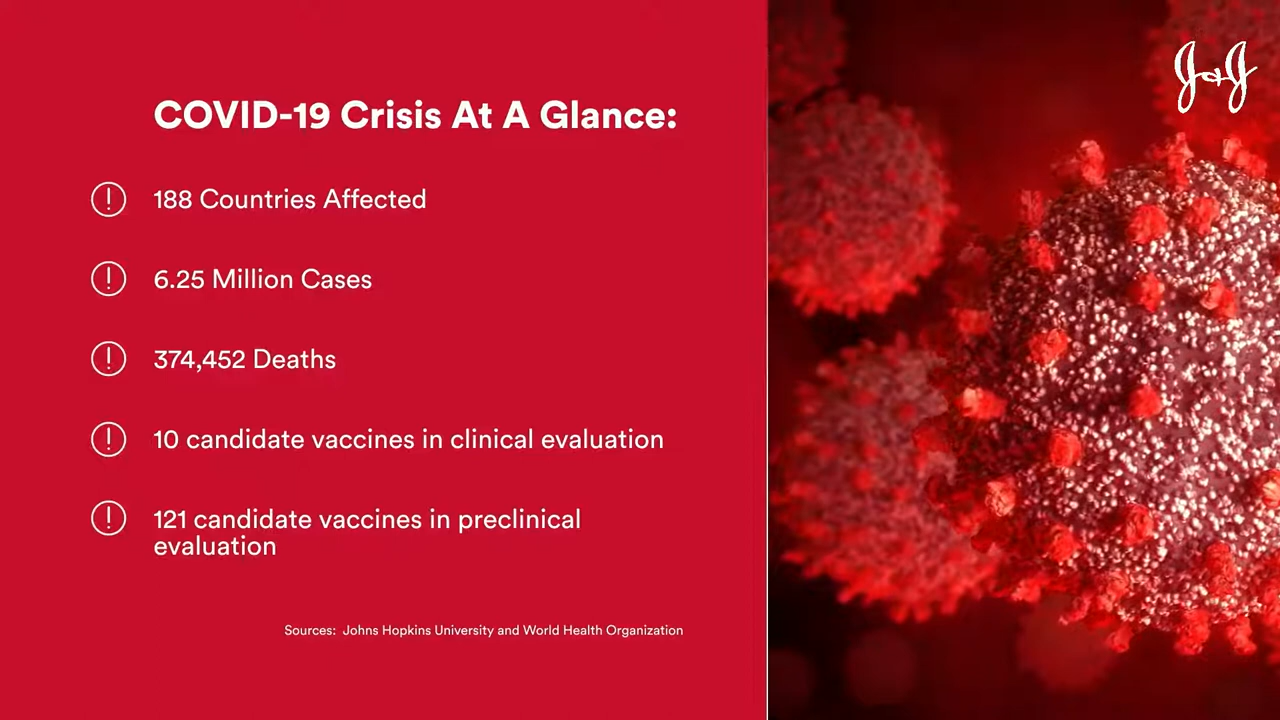 J&J
COVID-19 Crisis At A Glance:
188 Countries Affected
6.25 Million Cases
374,452 Deaths
10 candidate vaccines in clinical evaluation
121 candidate vaccines in preclinical
evaluation
Sources: Johns Hopkins University and World Health Organization